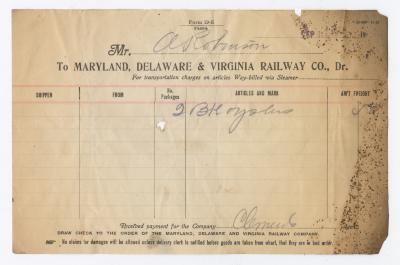 Form D-5
SEP
Mr. A Robinson
To MARYLAND, DELAWARE & VIRGINIA RAILWAY CO., Dr.
For transportation charges on articles Way-billed via Steamer
SHIPPER FROM No. Packages ARTICLES AND MARK AM'T FREIGHT
2 Bbl oysters
Received payment for the Company
DRAW CHECK TO THE ORDER OF THE MARYLAND, DELAWARE AND VIRGINIA RAILWAY COMPANY.
No claims for damages will be allowed unless delivery clerk is notified before goods are taken from wharf, that they are in bad order.